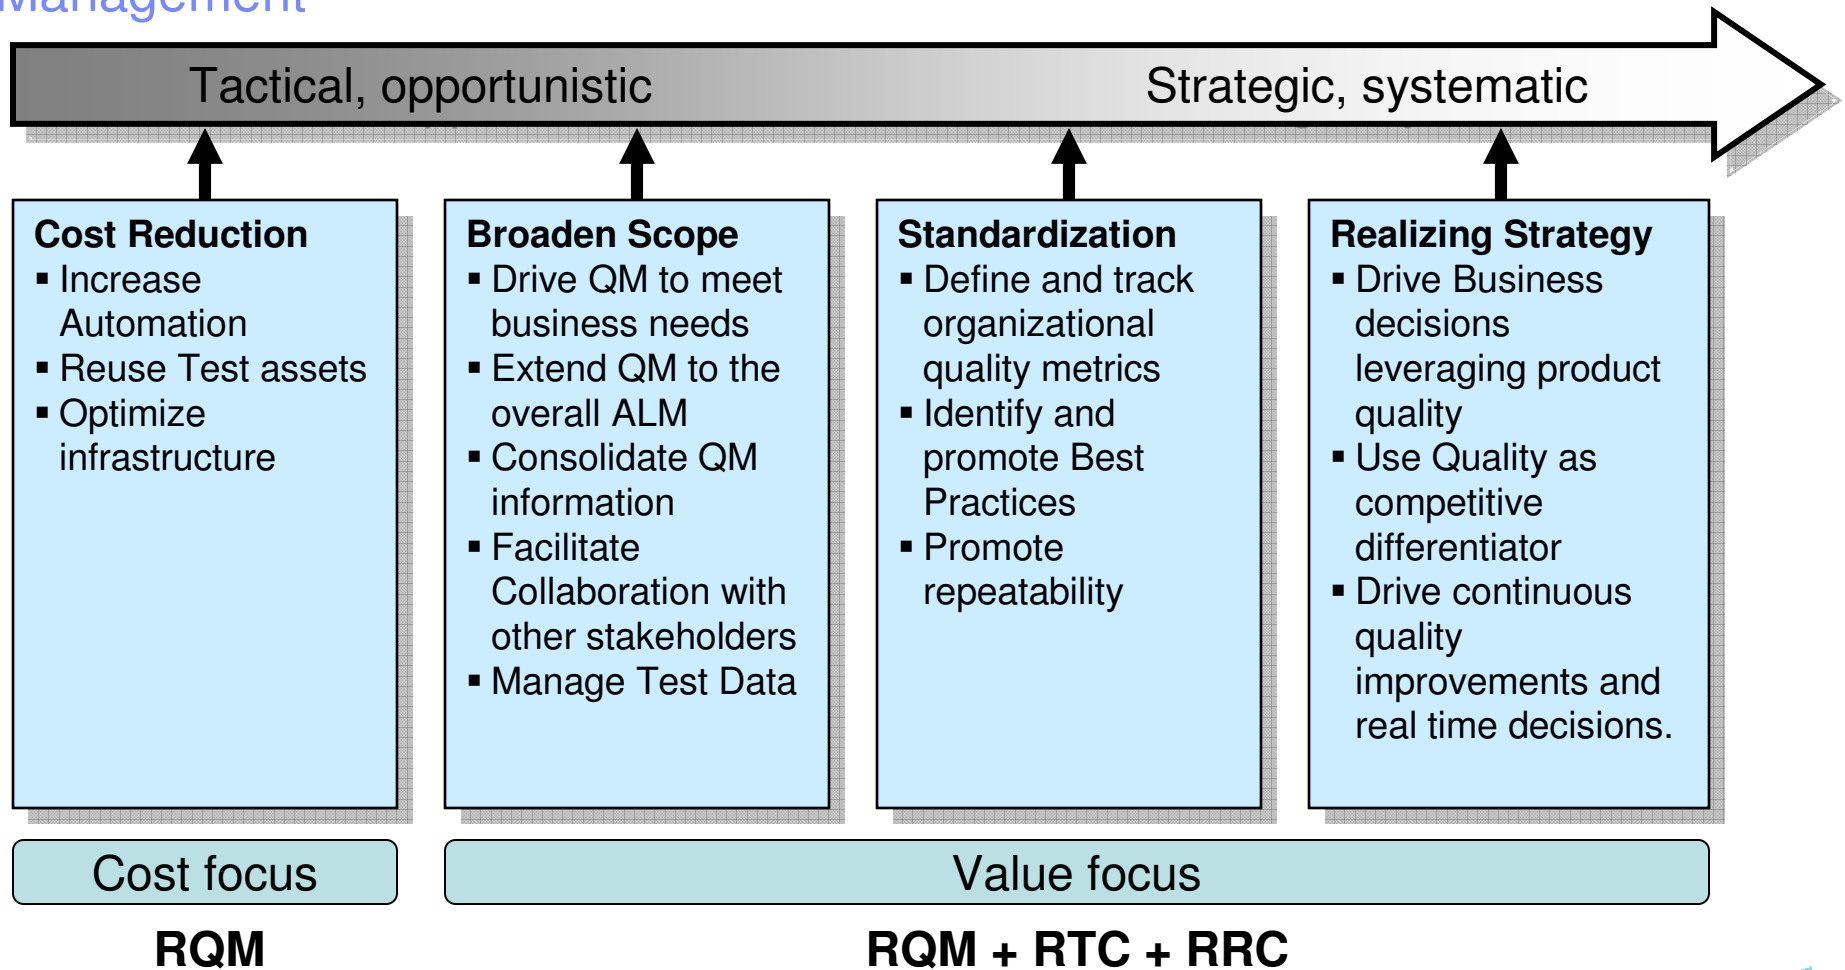 Management
Tactical, opportunistic
Strategic, systematic
Cost Reduction
▪ Increase
Automation
▪ Reuse Test assets
▪ Optimize
infrastructure
Broaden Scope
▪ Drive QM to meet
business needs
▪ Extend QM to the
overall ALM
▪ Consolidate QM
information
▪ Facilitate
Collaboration with
other stakeholders
▪ Manage Test Data
Standardization
▪ Define and track
organizational
quality metrics
▪ Identify and
promote Best
Practices
▪ Promote
repeatability
Realizing Strategy
▪ Drive Business
decisions
leveraging product
quality
▪ Use Quality as
competitive
differentiator
▪ Drive continuous
quality
improvements and
real time decisions.
Cost focus
Value focus
RQM
RQM + RTC + RRC